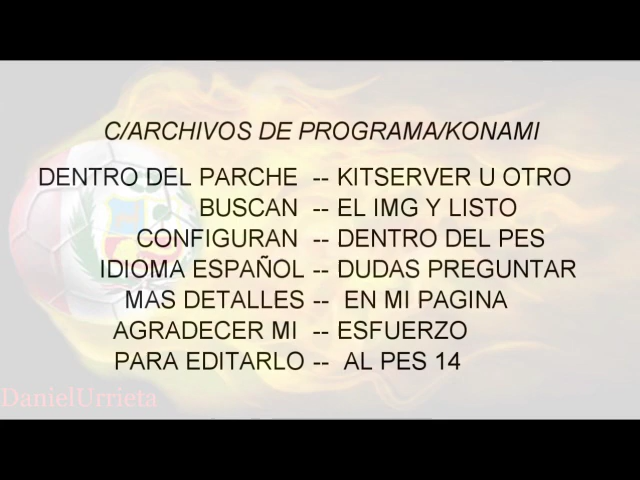 C/ARCHIVOS DE PROGRAMA/KONAMI
DENTRO DEL PARCHE -- KITSERVER U OTRO
BUSCAN -- EL IMG Y LISTO
CONFIGURAN -- DENTRO DEL PES
IDIOMA ESPAÑOL -- DUDAS PREGUNTAR
MAS DETALLES -- EN MI PAGINA
AGRADECER MI -- ESFUERZO
PARA EDITARLO -- AL PES 14
DanielUrrieta